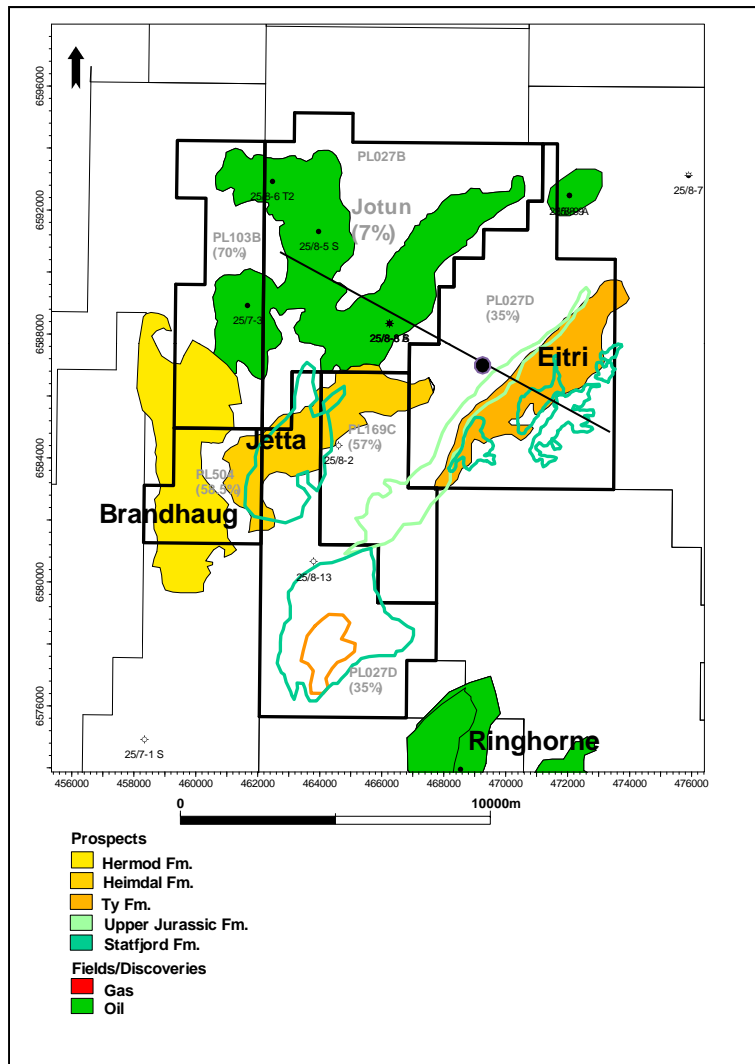 6596000
6592000
6588000
6584000
6580000
6576000
PL027B
25/8-6 T2
Jotun
(7%)
25/8-7
PL103B
(70%)
25/8-5 S
PL027D
(35%)
25/7-3
Eitri
Jetta
PL169C
(57%)
25/8-2
PL504
(58.5%)
Brandhaug
25/8-13
PL027D
(35%)
Ringhorne
25/7-1 S
456000
458000
460000
462000
464000
466000
468000
470000
472000
474000
476000
0
10000m
Prospects
Hermod Fm.
Heimdal Fm.
Ty Fm.
Upper Jurassic Fm.
Statfjord Fm.
Fields/Discoveries
Gas
Oil